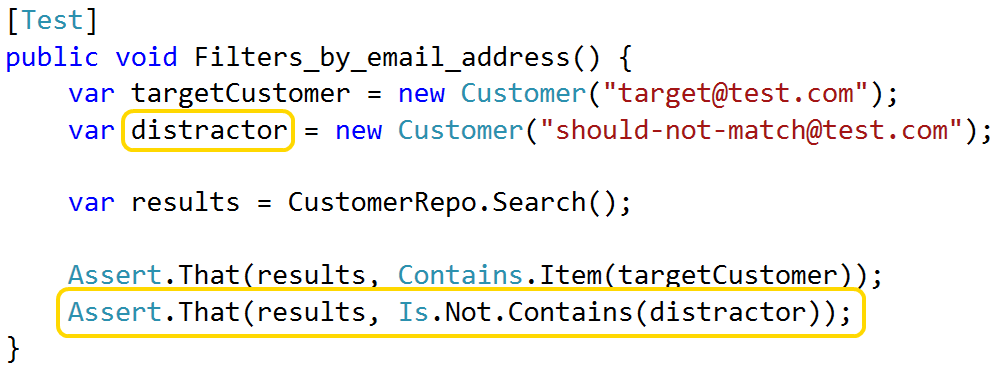 [Test]
public void Filters_by_email_address() {
    var targetCustomer = new Customer("target@test.com");
    var distractor = new Customer("should-not-match@test.com");
    var results = CustomerRepo.Search();
    Assert.That(results, Contains.Item(targetCustomer));
    Assert.That(results, Is.Not.Contains(distractor));
}